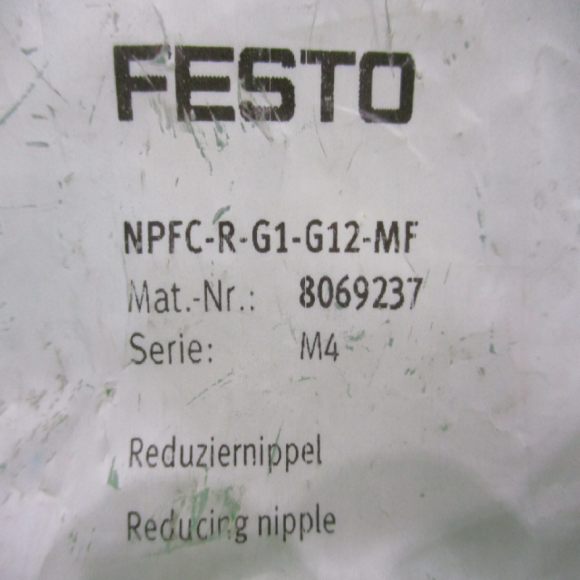 FESTO
NPFC-R-G1-G12-MF
Mat.-Nr.: 8069237
Serie: M4
Reduziernippel
Reducing nipple